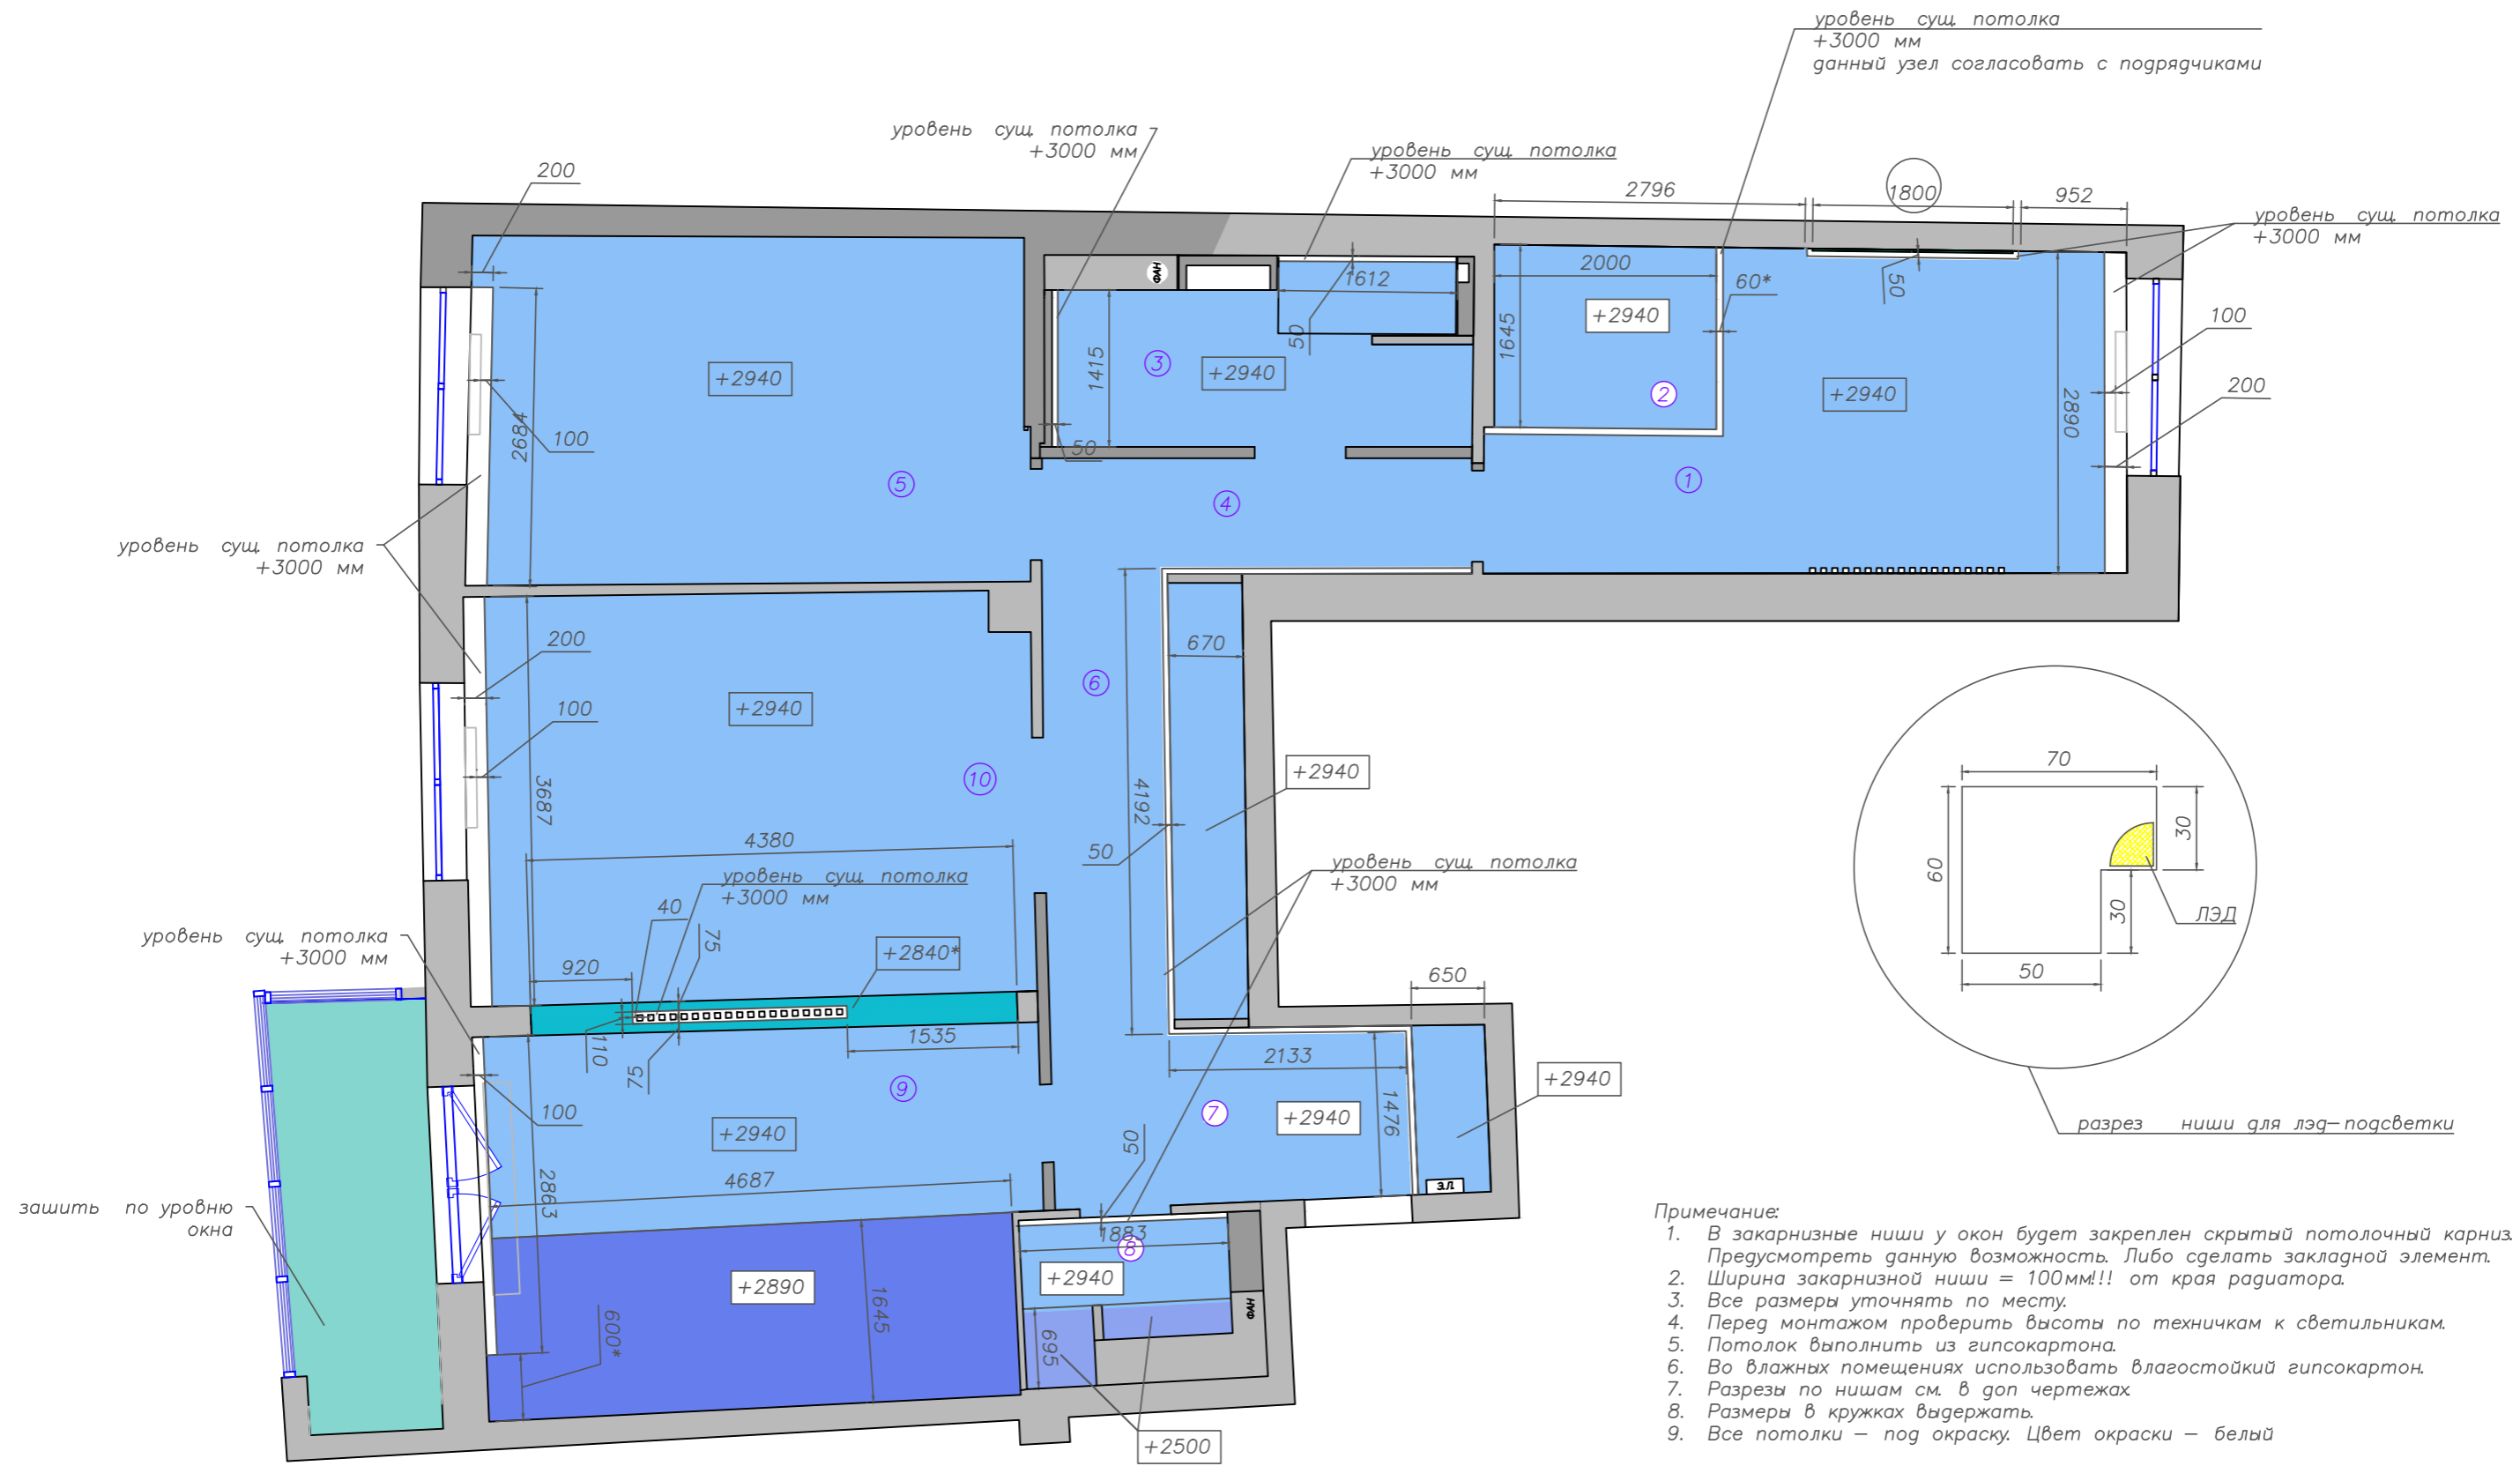 уровень сущ. потолка
+3000 мм
данный узел согласовать с подрядчиками
уровень сущ. потолка
+3000 мм
уровень сущ. потолка
+3000 мм
200
2796
1800
952
уровень сущ. потолка
+3000 мм
ФАН
1612
2000
60*
50
+2940
50
1645
100
1415
3
+2940
+2940
2
+2940
2890
200
2684
100
50
5
4
1
уровень сущ. потолка
+3000 мм
200
670
6
+2940
100
10
+2940
3687
4192
4380
50
уровень сущ. потолка
+3000 мм
уровень сущ. потолка
+3000 мм
40
75
+2840*
уровень сущ. потолка
+3000 мм
920
650
110
75
1535
2133
9
7
+2940
1476
+2940
100
+2940
50
2863
4687
зл
зашить по уровню
окна
1883
8
+2940
+2890
1645
600*
695
ФАН
+2500
70
30
60
30
ЛЭД
50
разрез ниши для лэд-подсветки
Примечание:
1. В закарнизные ниши у окон будет закреплен скрытый потолочный карниз.
Предусмотреть данную возможность. Либо сделать закладной элемент.
2. Ширина закарнизной ниши = 100мм!!! от края радиатора.
3. Все размеры уточнять по месту.
4. Перед монтажом проверить высоты по техничкам к светильникам.
5. Потолок выполнить из гипсокартона.
6. Во влажных помещениях использовать влагостойкий гипсокартон.
7. Разрезы по нишам см. в доп чертежах
8. Размеры в кружках выдержать.
9. Все потолки – под окраску. Цвет окраски – белый